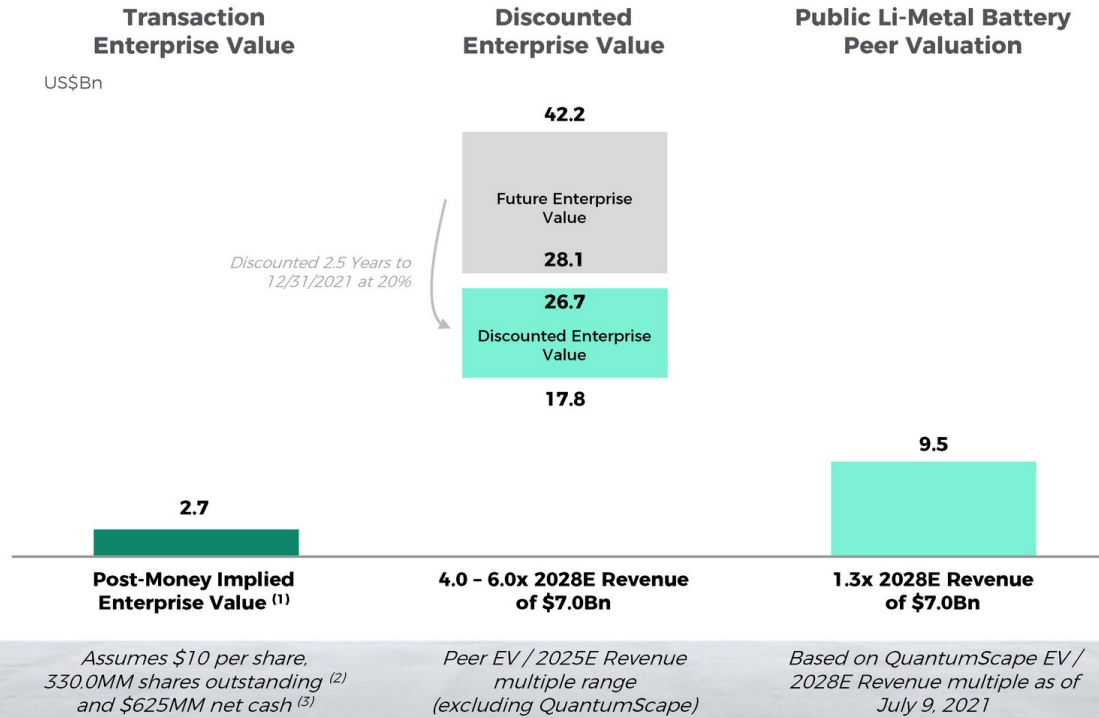 Transaction
Enterprise Value
Discounted
Enterprise Value
Public Li-Metal Battery
Peer Valuation
US$Bn
42.2
Future Enterprise
Value
28.1
Discounted 2.5 Years to
12/31/2021 at 20%
26.7
Discounted Enterprise
Value
17.8
9.5
2.7
Post-Money Implied
Enterprise Value (1)
4.0 – 6.0x 2028E Revenue
of $7.0Bn
1.3x 2028E Revenue
of $7.0Bn
Assumes $10 per share,
330.0MM shares outstanding (2)
and $625MM net cash (3)
Peer EV / 2025E Revenue
multiple range
(excluding QuantumScape)
Based on QuantumScape EV /
2028E Revenue multiple as of
July 9, 2021